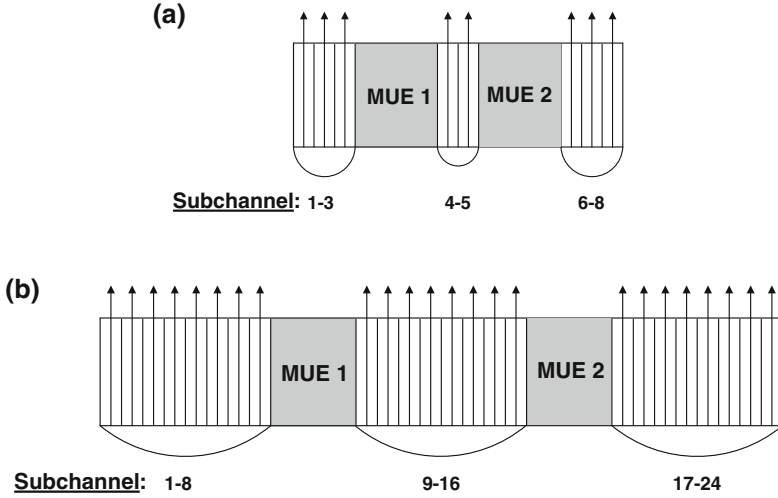 (a)
MUE 1 MUE 2
Subchannel: 1-3 4-5 6-8
(b)
MUE 1 MUE 2
Subchannel: 1-8 9-16 17-24